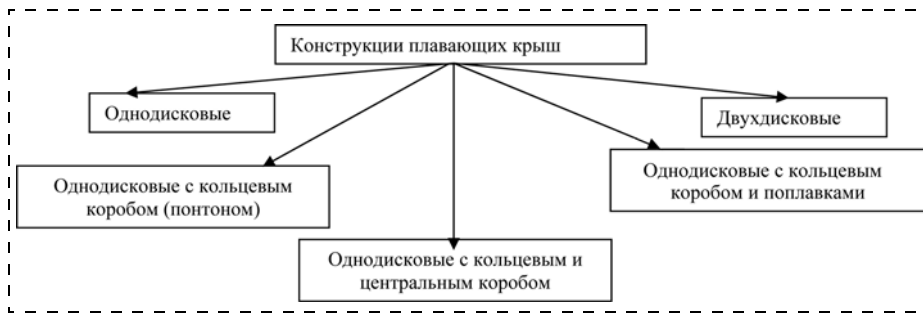 Конструкции плавающих крыш
Однодисковые
Двухдисковые
Однодисковые с кольцевым
коробом (понтоном)
Однодисковые с кольцевым
коробом и поплавками
Однодисковые с кольцевым и
центральным коробом